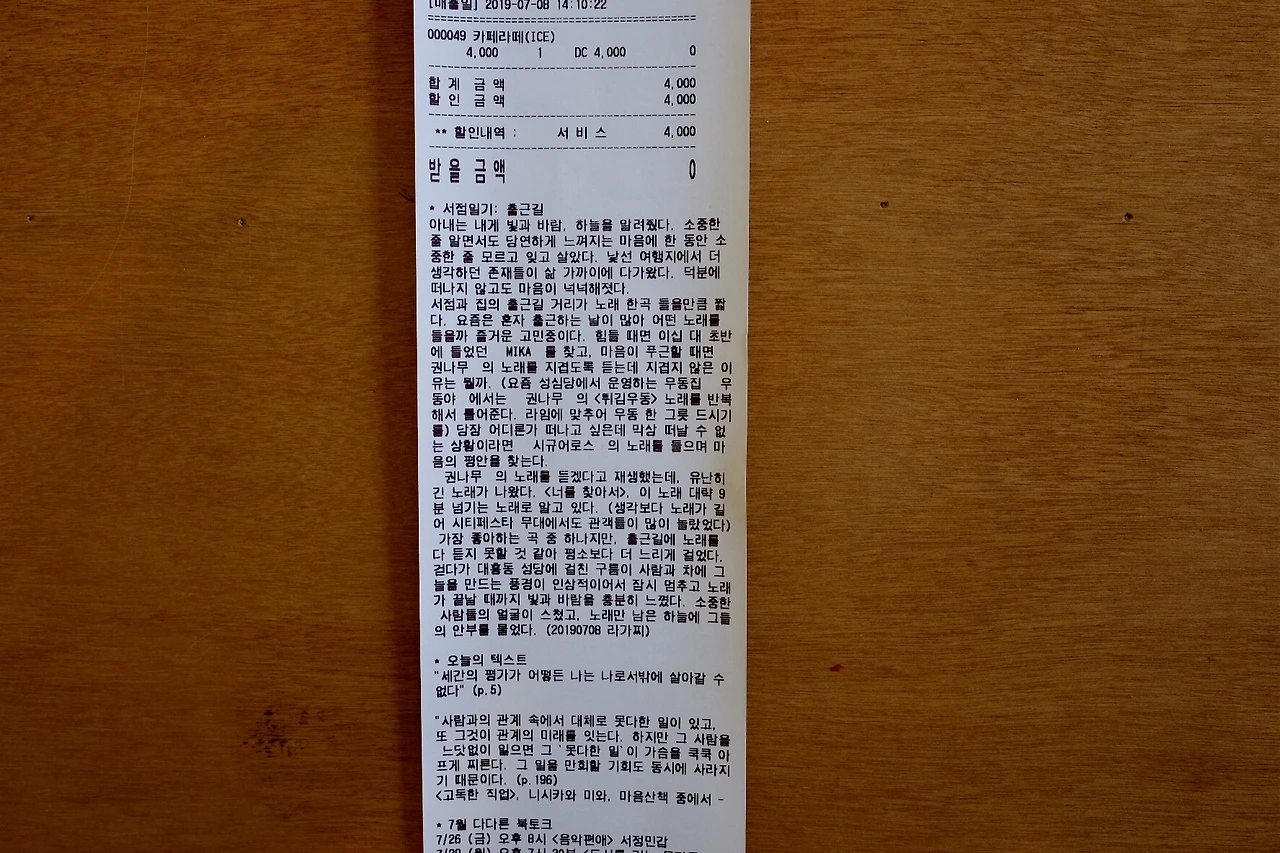 [매출일] 2019-07-08 14:10:22
000049 카페라떼(ICE)
4,000 1 DC 4,000 0
합 계 금 액 4,000
할 인 금 액 4,000
** 할인내역 : 서 비 스 4,000
받 을 금 액 0
* 서점일기: 출근길
아내는 내게 빛과 바람, 하늘을 알려줬다. 소중한
줄 알면서도 당연하게 느껴지는 마음에 한 동안 소
중한 줄 모르고 잊고 살았다. 낯선 여행지에서 더
생각하던 존재들이 삶 가까이에 다가왔다. 덕분에
떠나지 않고도 마음이 넉넉해졋다.
서점과 집의 출근길 거리가 노래 한곡 들을만큼 짧
다. 요즘은 혼자 출근하는 날이 많아 어떤 노래를
들을까 즐거운 고민중이다. 힘들 때면 이십 대 초반
에 들었던 MIKA 를 찾고, 마음이 푸근할 때면
권나무 의 노래를 지겹도록 듣는데 지겹지 않은 이
유는 뭘까. (요즘 성심당에서 운영하는 우동집 우
동야 에서는 권나무 의 <튀김우동> 노래를 반복
해서 틀어준다. 라임에 맞추어 우동 한 그릇 드시기
를) 당장 어디론가 떠나고 싶은데 막상 떠날 수 없
는 상황이라면 시규어로스 의 노래를 들으며 마
음의 평안을 찾는다.
권나무 의 노래를 듣겠다고 재생했는데, 유난히
긴 노래가 나왔다. <너를 찾아서>, 이 노래 대략 9
분 넘기는 노래로 알고 있다. (생각보다 노래가 길
어 시티페스타 무대에서도 관객들이 많이 놀랐었다)
가장 좋아하는 곡 중 하나지만, 출근길에 노래를
다 듣지 못할 것 같아 평소보다 더 느리게 걸었다.
걷다가 대흥동 성당에 걸친 구름이 사람과 차에 그
늘을 만드는 풍경이 인상적이어서 잠시 멈추고 노래
가 끝날 때까지 빛과 바람을 흥분히 느꼈다. 소중한
사람들의 얼굴이 스쳤고, 노래만 남은 하늘에 그들
의 안부를 물었다. (20190708 라가찌)
* 오늘의 텍스트
"세간의 평가가 어떻든 나는 나로서밖에 살아갈 수
없다" (p.5)
"사람과의 관계 속에서 대체로 못다한 일이 있고,
또 그것이 관계의 미래를 잇는다. 하지만 그 사람을
느닷없이 잃으면 그 `못다한 일`이 가슴을 쿡쿡 아
프게 찌른다. 그 일을 만회할 기회도 동시에 사라지
기 때문이다. (p.196)
<고독한 직업>, 니시카와 미와, 마음산책 중에서 -
* 7월 다다른 북토크
7/26 (금) 오후 8시 <음악편애> 서정민갑